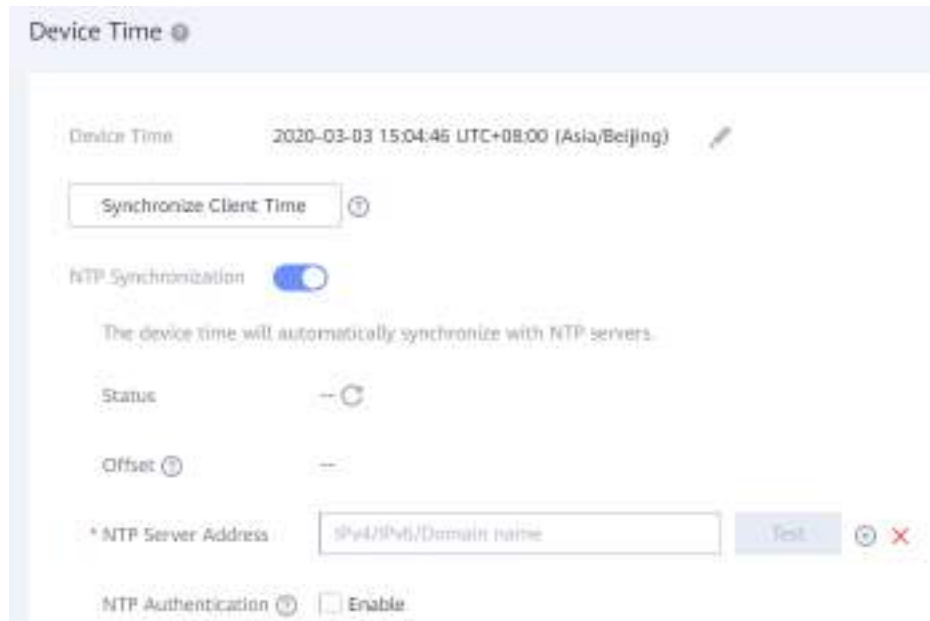 Device Time
Device Time 2020-03-03 15:04:46 UTC+08:00 (Asia/Beijing)
Synchronize Client Time
NTP Synchronization
The device time will automatically synchronize with NTP servers.
Status --
Offset --
* NTP Server Address IPv4/IPv6/Domain name Test
NTP Authentication Enable